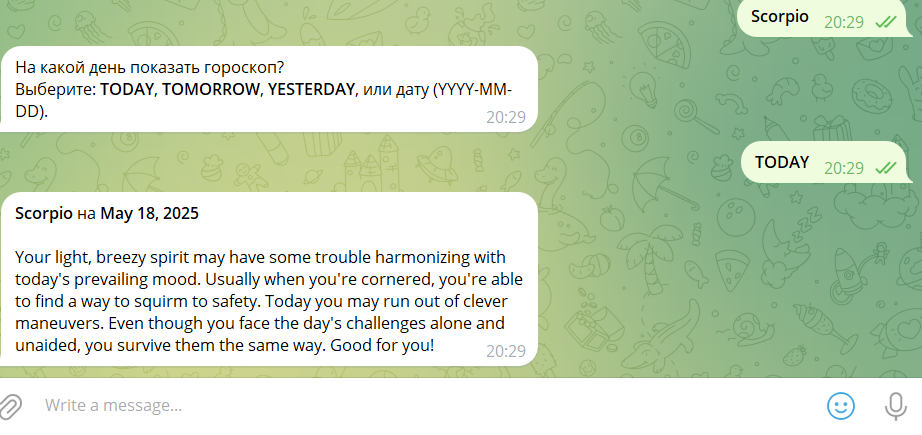 Scorpio 20:29
На какой день показать гороскоп?
Выберите: TODAY, TOMORROW, YESTERDAY, или дату (YYYY-MM-
DD).
20:29
TODAY 20:29
Scorpio на May 18, 2025
Your light, breezy spirit may have some trouble harmonizing with
today's prevailing mood. Usually when you're cornered, you're able
to find a way to squirm to safety. Today you may run out of clever
maneuvers. Even though you face the day's challenges alone and
unaided, you survive them the same way. Good for you!
20:29
Write a message...